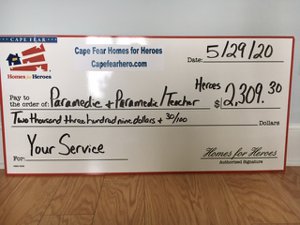 CAPE FEAR
Homes for Heroes
Cape Fear Homes for Heroes
Capefearhero.com
Date: 5/29/20
Pay to the order of: Paramedic + Paramedic/Teacher Heroes $2,309.30
Two thousand three hundred nine dollars + 30/100 Dollars
For: Your Service
Homes for Heroes
Authorized Signature